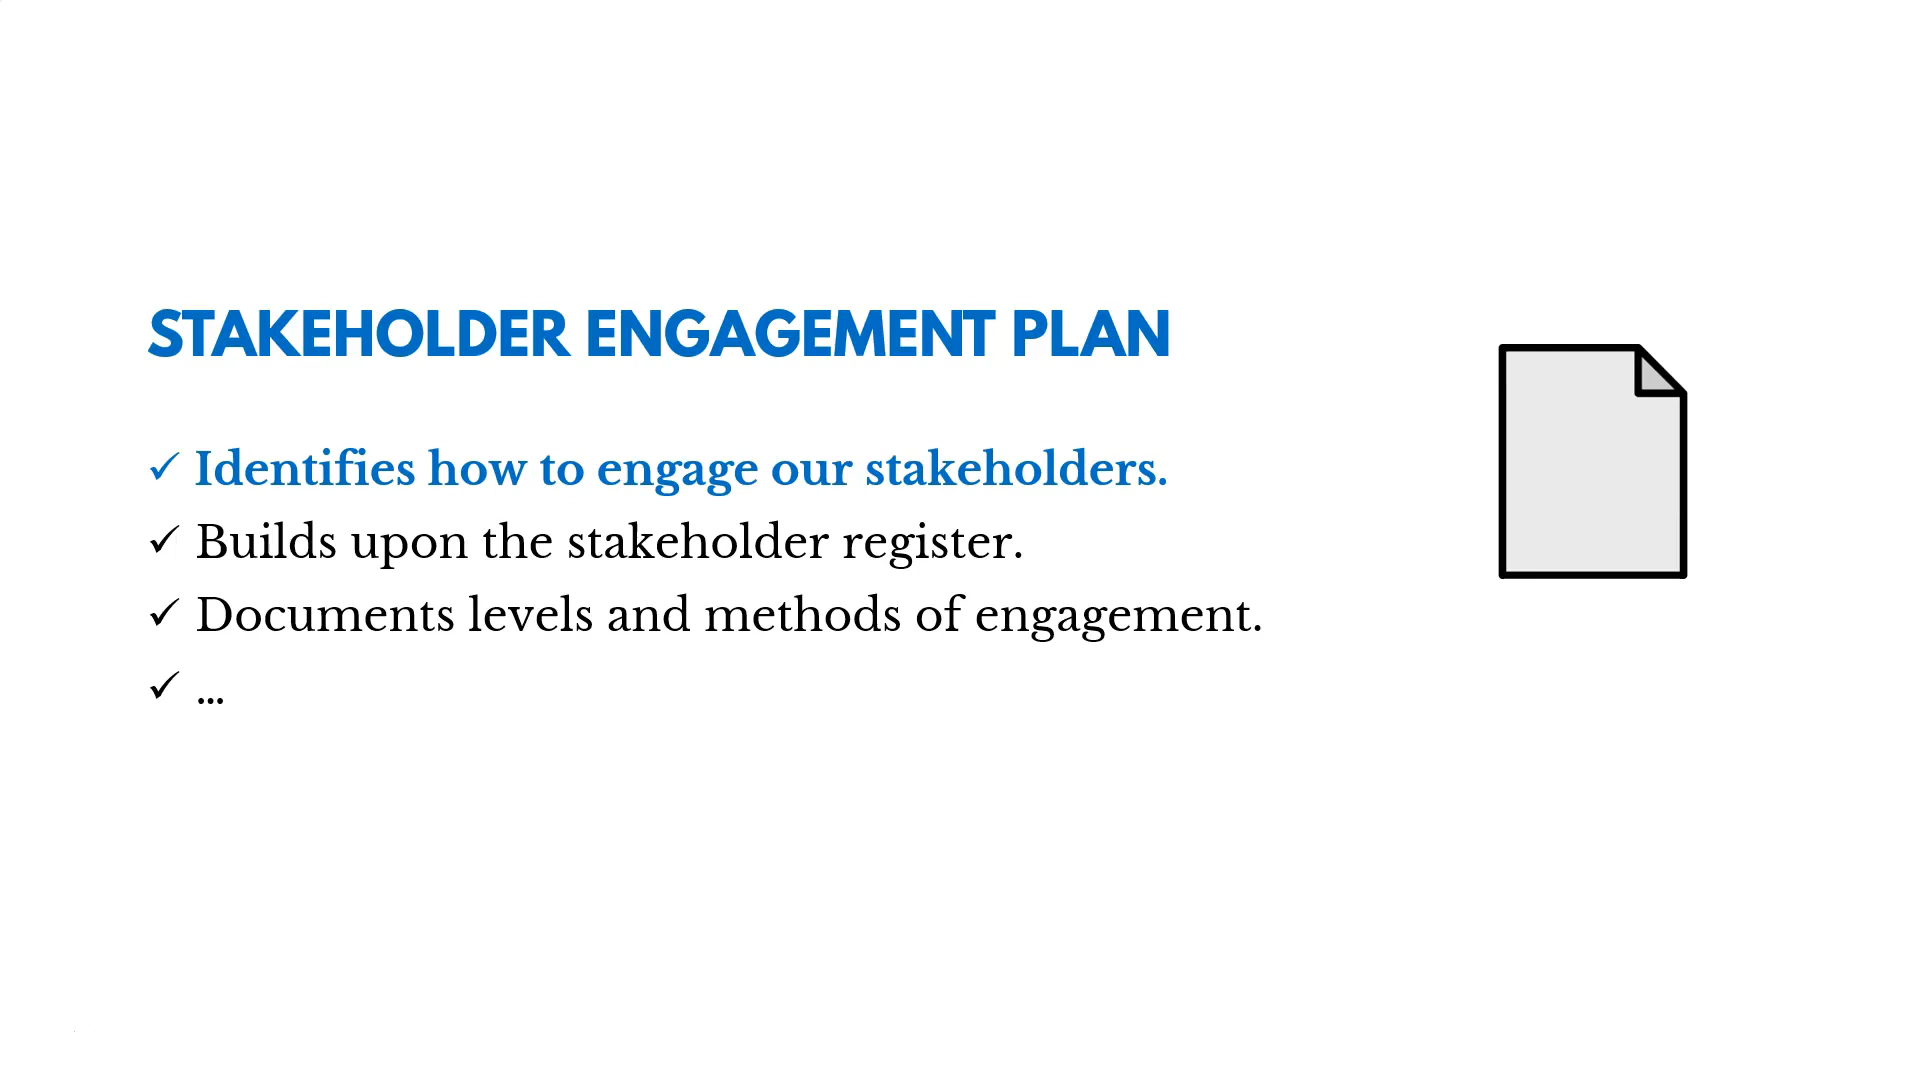 STAKEHOLDER ENGAGEMENT PLAN
✓ Identifies how to engage our stakeholders.
✓ Builds upon the stakeholder register.
✓ Documents levels and methods of engagement.
✓ ...